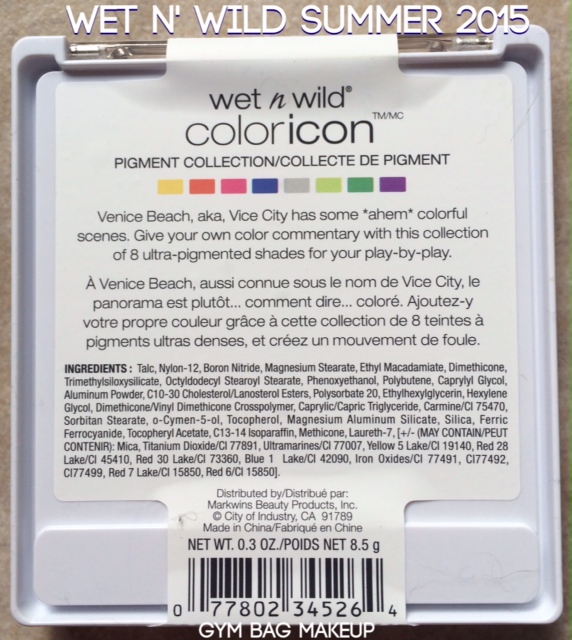 WET N' WILD SUMMER 2015
wet n wild®
coloricon TM/MC
PIGMENT COLLECTION/COLLECTE DE PIGMENT
Venice Beach, aka, Vice City has some *ahem* colorful
scenes. Give your own color commentary with this collection
of 8 ultra-pigmented shades for your play-by-play.
À Venice Beach, aussi connue sous le nom de Vice City, le
panorama est plutôt... comment dire... coloré. Ajoutez-y
votre propre couleur grâce à cette collection de 8 teintes à
pigments ultras denses, et créez un mouvement de foule.
INGREDIENTS : Talc, Nylon-12, Boron Nitride, Magnesium Stearate, Ethyl Macadamiate, Dimethicone,
Trimethylsiloxysilicate, Octyldodecyl Stearoyl Stearate, Phenoxyethanol, Polybutene, Caprylyl Glycol,
Aluminum Powder, C10-30 Cholesterol/Lanosterol Esters, Polysorbate 20, Ethylhexylglycerin, Hexylene
Glycol, Dimethicone/Vinyl Dimethicone Crosspolymer, Caprylic/Capric Triglyceride, Carmine/CI 75470,
Sorbitan Stearate, o-Cymen-5-ol, Tocopherol, Magnesium Aluminum Silicate, Silica, Ferric
Ferrocyanide, Tocopheryl Acetate, C13-14 Isoparaffin, Methicone, Laureth-7, [+/- (MAY CONTAIN/PEUT
CONTENIR): Mica, Titanium Dioxide/CI 77891, Ultramarines/CI 77007, Yellow 5 Lake/CI 19140, Red 28
Lake/CI 45410, Red 30 Lake/CI 73360, Blue 1 Lake/CI 42090, Iron Oxides/CI 77491, CI77492,
CI77499, Red 7 Lake/CI 15850, Red 6/CI 15850].
Distributed by/Distribué par:
Markwins Beauty Products, Inc.
© City of Industry, CA 91789
Made in China/Fabriqué en Chine
NET WT. 0.3 OZ./POIDS NET 8.5 g
0 77802 34526 4
GYM BAG MAKEUP